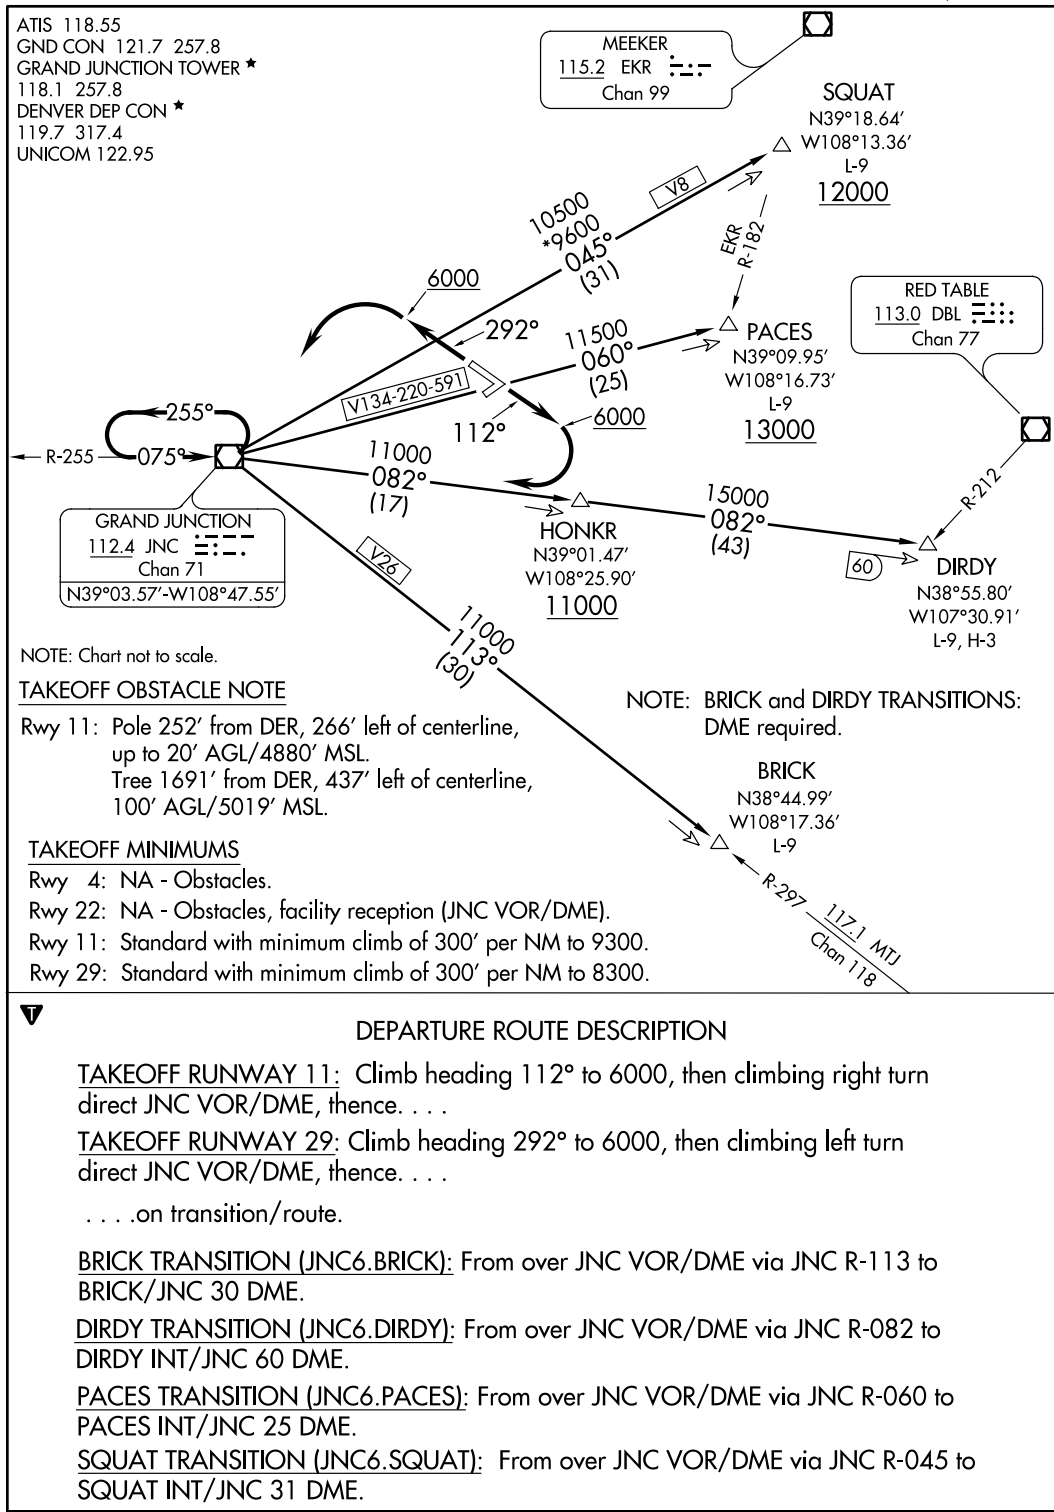 ATIS 118.55
GND CON 121.7 257.8
GRAND JUNCTION TOWER ★
118.1 257.8
DENVER DEP CON ★
119.7 317.4
UNICOM 122.95
MEEKER
115.2 EKR
Chan 99
SQUAT
N39°18.64′
W108°13.36′
L-9
12000
V8
10500
*9600
045°
(31)
EKR
R-182
6000
292°
RED TABLE
113.0 DBL
Chan 77
11500
060°
(25)
PACES
N39°09.95′
W108°16.73′
L-9
13000
V134-220-591
112°
6000
255°
R-255
075°
11000
082°
(17)
R-212
GRAND JUNCTION
112.4 JNC
Chan 71
N39°03.57′-W108°47.55′
15000
082°
(43)
HONKR
N39°01.47′
W108°25.90′
11000
60
DIRDY
N38°55.80′
W107°30.91′
L-9, H-3
V26
11000
113°
(30)
NOTE: Chart not to scale.
TAKEOFF OBSTACLE NOTE
Rwy 11: Pole 252′ from DER, 266′ left of centerline,
up to 20′ AGL/4880′ MSL.
Tree 1691′ from DER, 437′ left of centerline,
100′ AGL/5019′ MSL.
NOTE: BRICK and DIRDY TRANSITIONS:
DME required.
BRICK
N38°44.99′
W108°17.36′
L-9
R-297
117.1 MTJ
Chan 118
TAKEOFF MINIMUMS
Rwy 4: NA - Obstacles.
Rwy 22: NA - Obstacles, facility reception (JNC VOR/DME).
Rwy 11: Standard with minimum climb of 300′ per NM to 9300.
Rwy 29: Standard with minimum climb of 300′ per NM to 8300.
T
DEPARTURE ROUTE DESCRIPTION
TAKEOFF RUNWAY 11: Climb heading 112° to 6000, then climbing right turn
direct JNC VOR/DME, thence. . . .
TAKEOFF RUNWAY 29: Climb heading 292° to 6000, then climbing left turn
direct JNC VOR/DME, thence. . . .
. . . .on transition/route.
BRICK TRANSITION (JNC6.BRICK): From over JNC VOR/DME via JNC R-113 to
BRICK/JNC 30 DME.
DIRDY TRANSITION (JNC6.DIRDY): From over JNC VOR/DME via JNC R-082 to
DIRDY INT/JNC 60 DME.
PACES TRANSITION (JNC6.PACES): From over JNC VOR/DME via JNC R-060 to
PACES INT/JNC 25 DME.
SQUAT TRANSITION (JNC6.SQUAT): From over JNC VOR/DME via JNC R-045 to
SQUAT INT/JNC 31 DME.